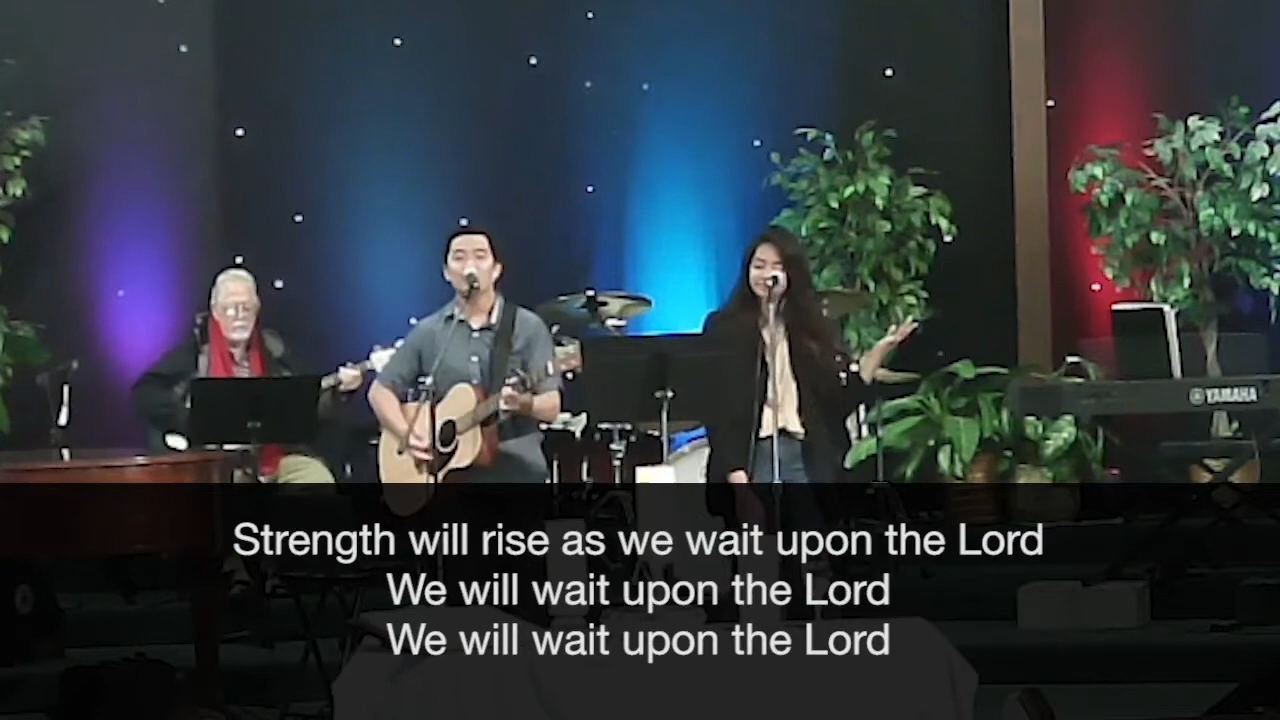 YAMAHA
Strength will rise as we wait upon the Lord
We will wait upon the Lord
We will wait upon the Lord